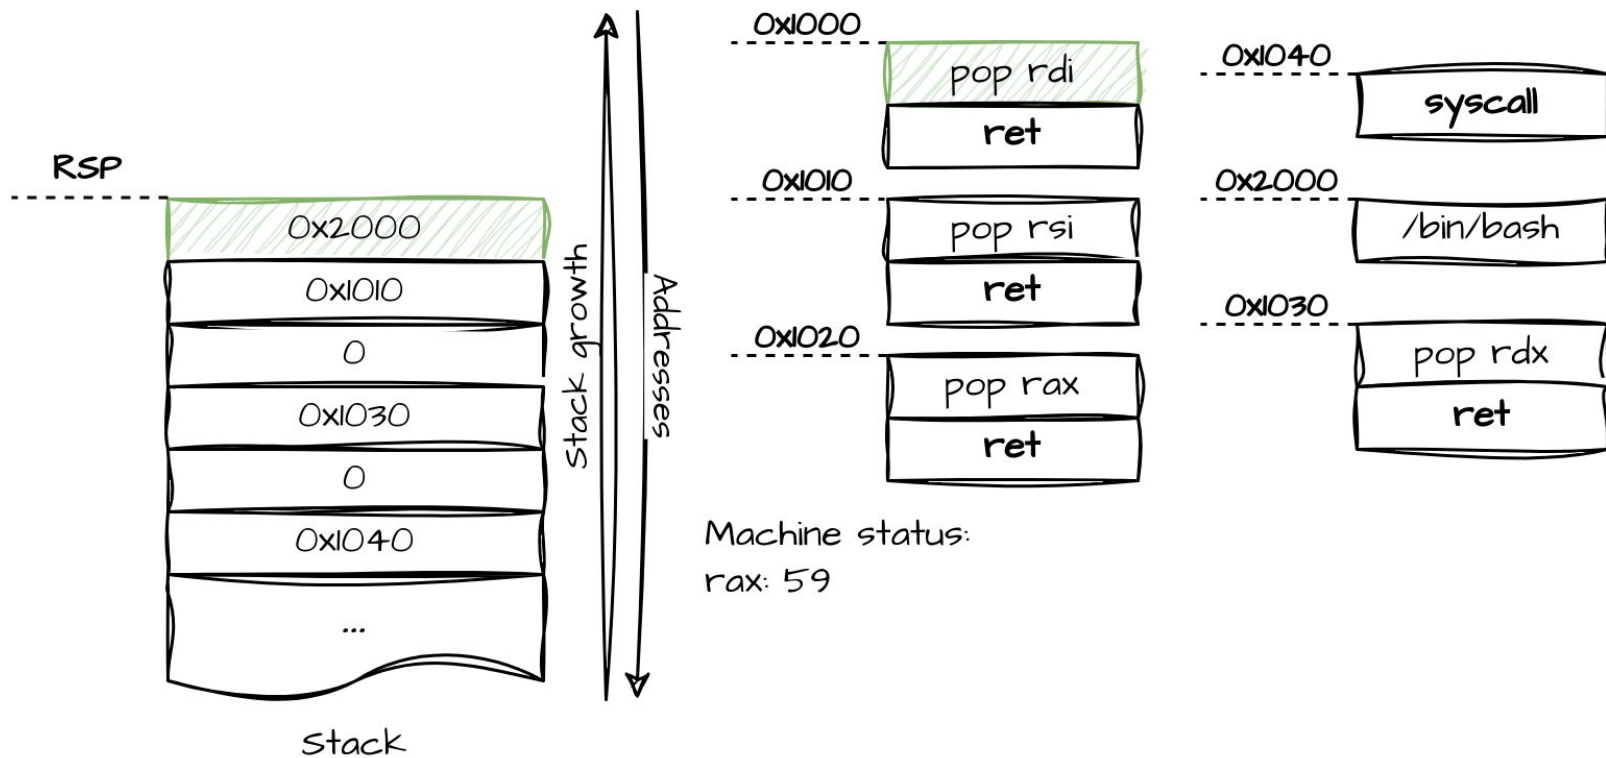 RSP
0x2000
0x1010
0
0x1030
0
0x1040
...
Stack
Stack growth
Addresses
0x1000
pop rdi
ret
0x1010
pop rsi
ret
0x1020
pop rax
ret
Machine status:
rax: 59
0x1040
syscall
0x2000
/bin/bash
0x1030
pop rdx
ret